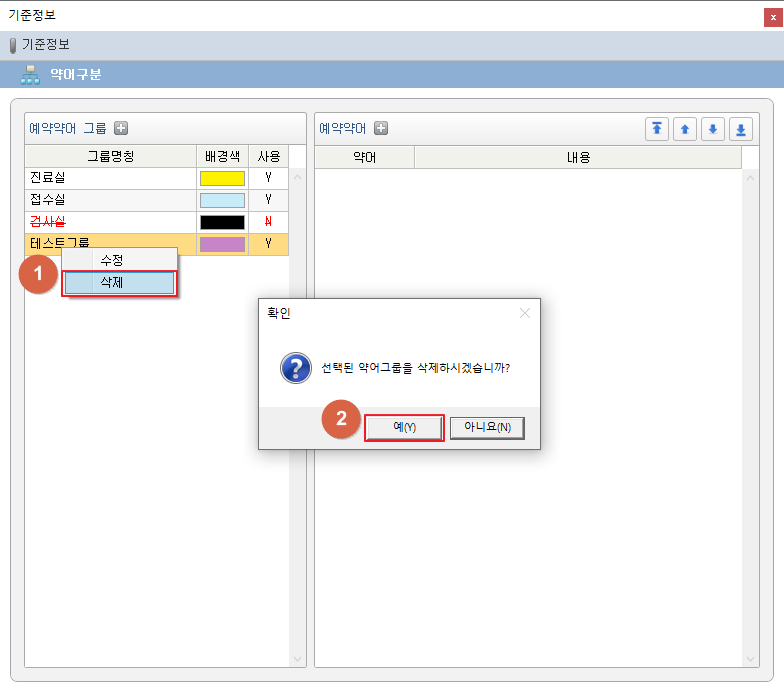 기준정보
x
기준정보
약어구분
예약약어 그룹
그룹명칭 배경색 사용
진료실 Y
접수실 Y
검사실 N
테스트그룹 Y
수정
1
삭제
예약약어
약어 내용
확인
선택된 약어그룹을 삭제하시겠습니까?
2
예(Y) 아니요(N)